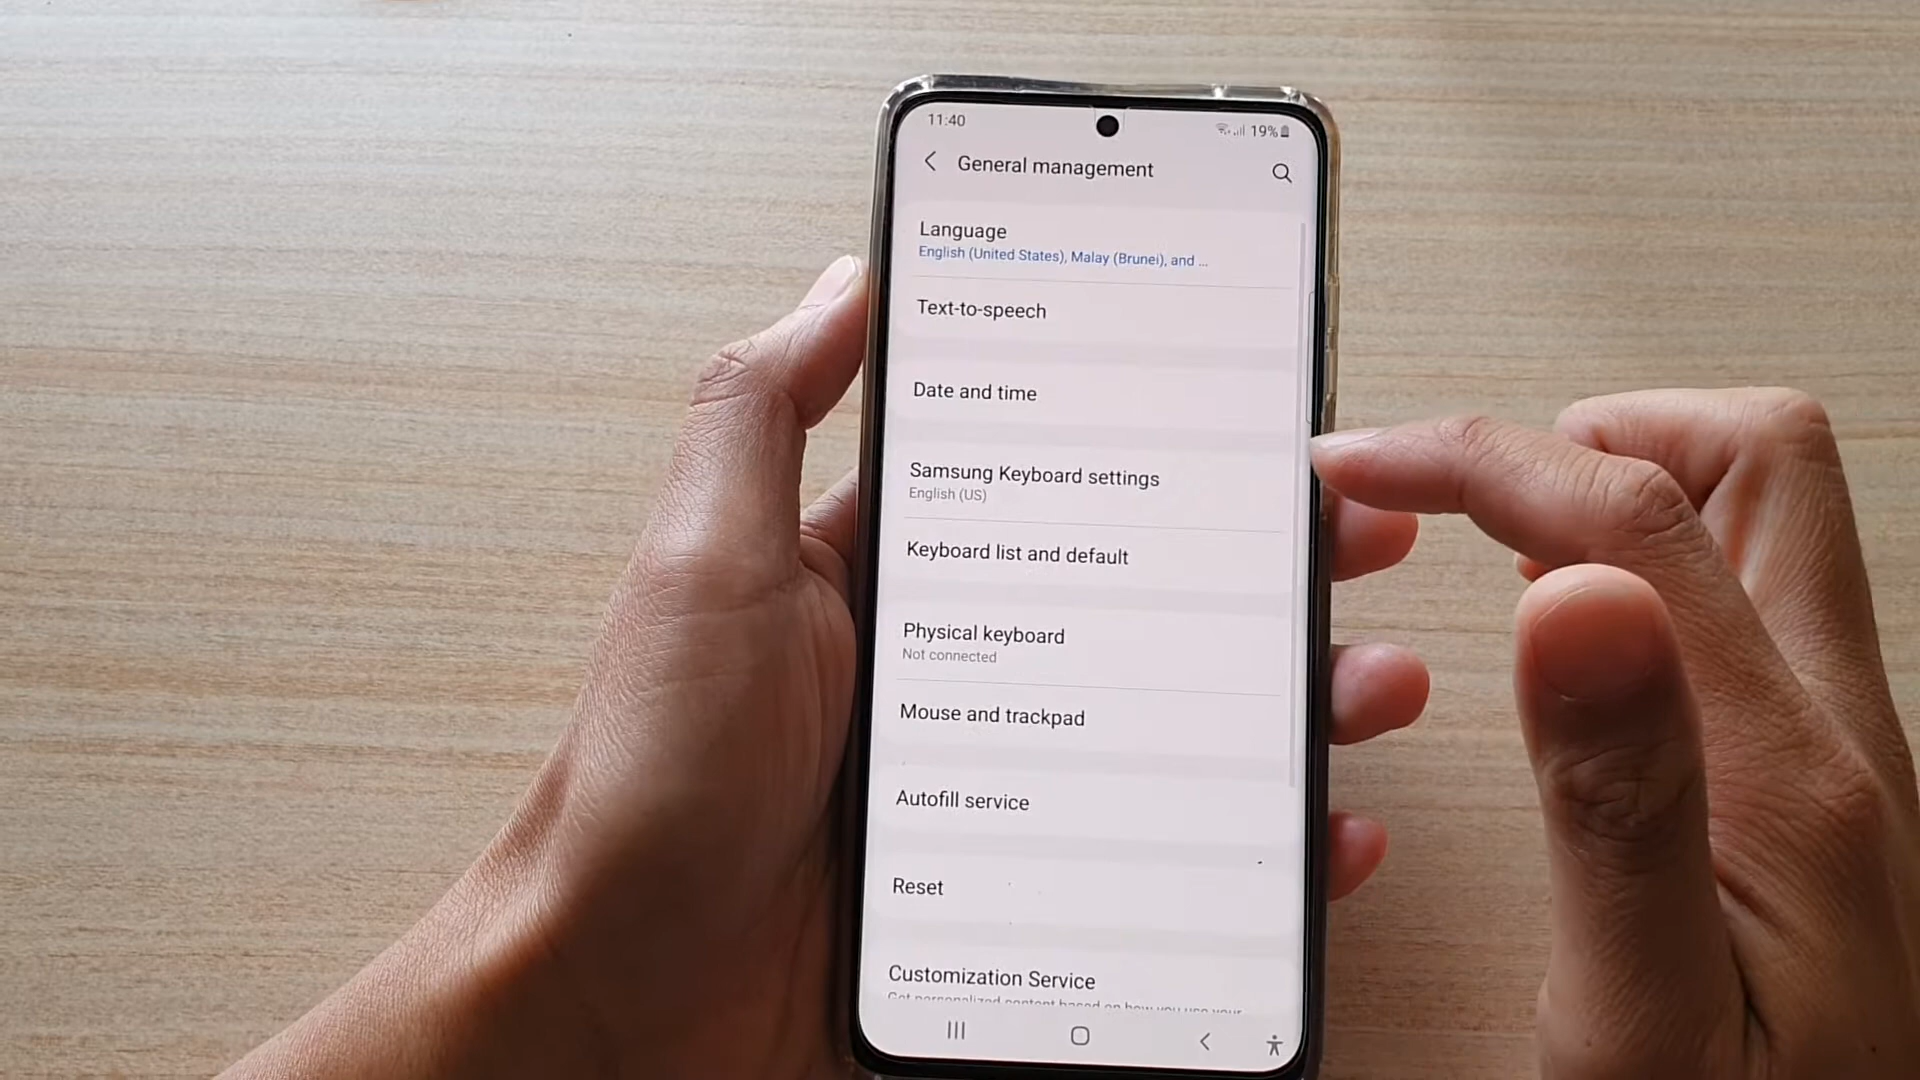 11:40
19%
General management
Language
English (United States), Malay (Brunei), and ...
Text-to-speech
Date and time
Samsung Keyboard settings
English (US)
Keyboard list and default
Physical keyboard
Not connected
Mouse and trackpad
Autofill service
Reset
Customization Service
Get personalized content based on how you use your